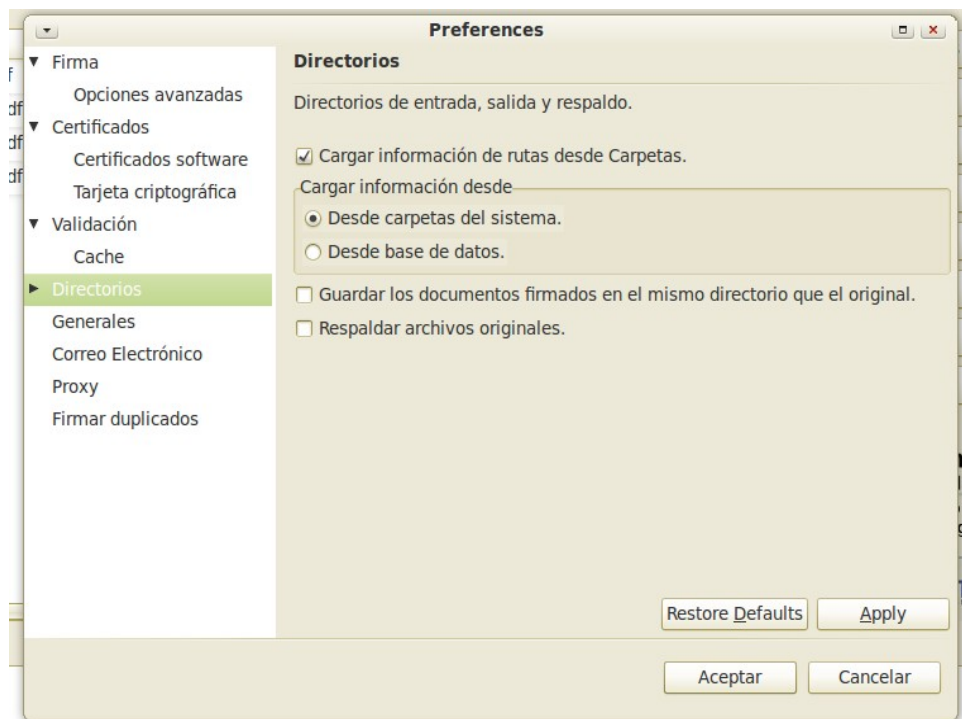 Preferences
Firma
Opciones avanzadas
Certificados
Certificados software
Tarjeta criptográfica
Validación
Cache
Directorios
Generales
Correo Electrónico
Proxy
Firmar duplicados
Directorios
Directorios de entrada, salida y respaldo.
Cargar información de rutas desde Carpetas.
Cargar información desde
Desde carpetas del sistema.
Desde base de datos.
Guardar los documentos firmados en el mismo directorio que el original.
Respaldar archivos originales.
Restore Defaults
Apply
Aceptar
Cancelar
f
df
df
df